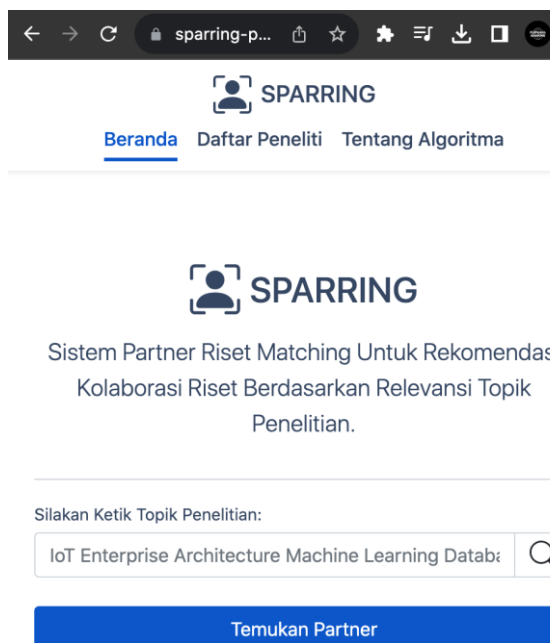 sparring-p...
SPARRING
Beranda Daftar Peneliti Tentang Algoritma
SPARRING
Sistem Partner Riset Matching Untuk Rekomendas
Kolaborasi Riset Berdasarkan Relevansi Topik
Penelitian.
Silakan Ketik Topik Penelitian:
IoT Enterprise Architecture Machine Learning Databa
Temukan Partner